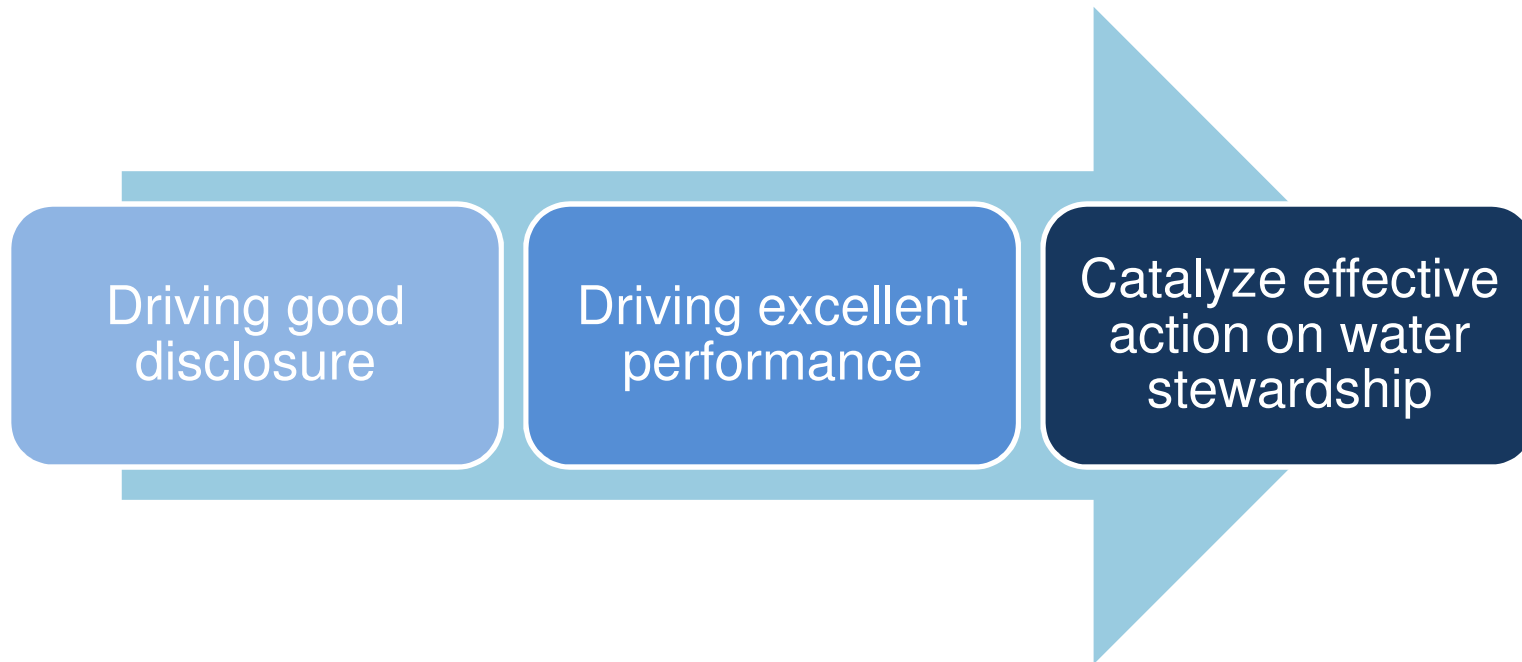 Driving good
disclosure
Driving excellent
performance
Catalyze effective
action on water
stewardship